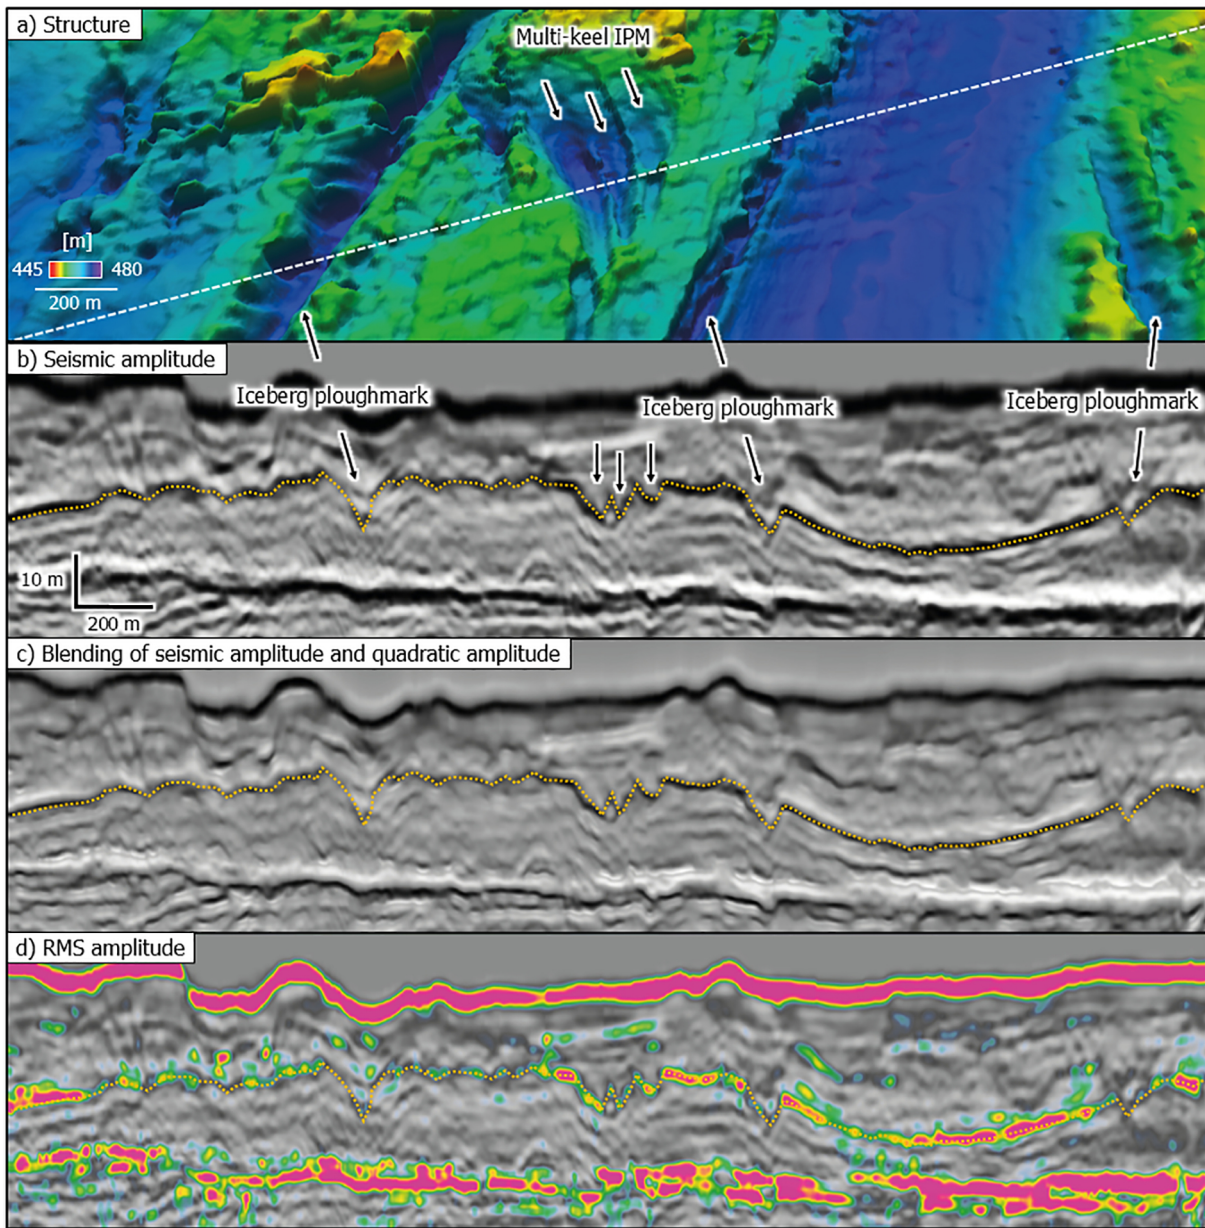 a) Structure
Multi-keel IPM
[m]
445 480
200 m
b) Seismic amplitude
Iceberg ploughmark
Iceberg ploughmark
Iceberg ploughmark
10 m
200 m
c) Blending of seismic amplitude and quadratic amplitude
d) RMS amplitude